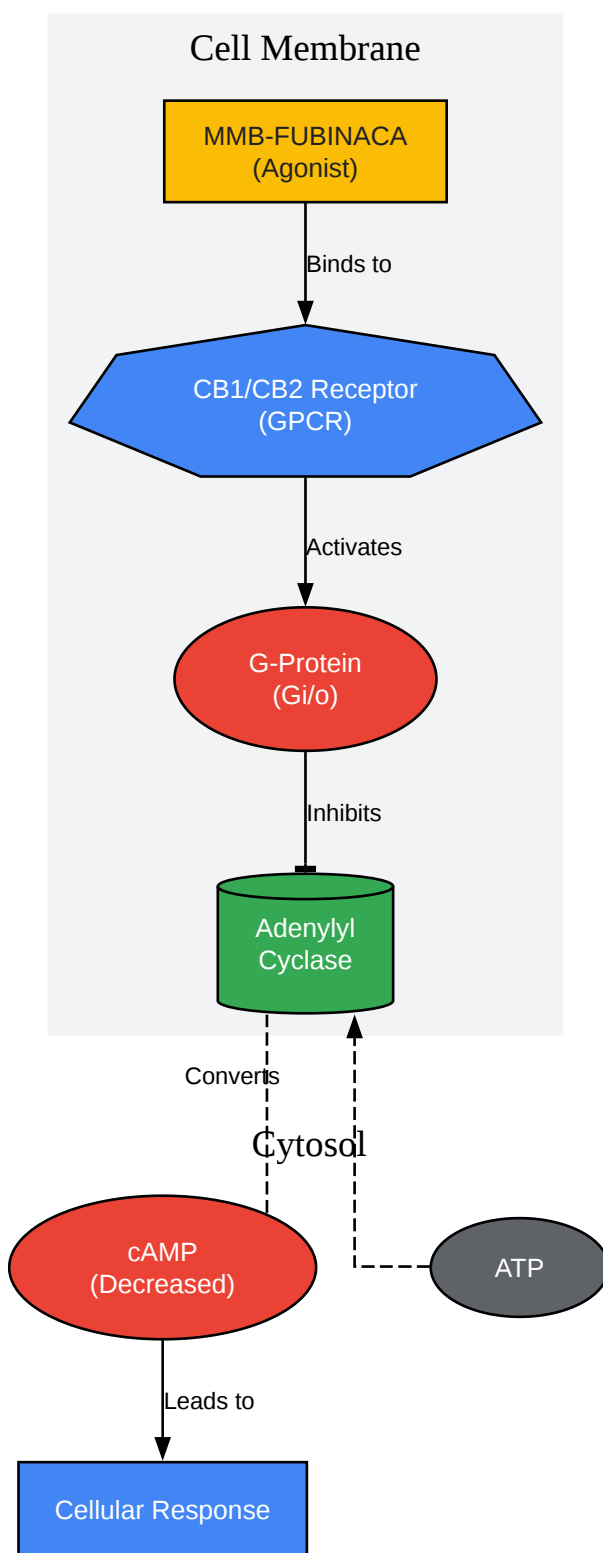 Cell Membrane
MMB-FUBINACA
(Agonist)
Binds to
CB1/CB2 Receptor
(GPCR)
Activates
G-Protein
(Gi/o)
Inhibits
Adenylyl
Cyclase
Converts
Cytosol
cAMP
(Decreased)
ATP
Leads to
Cellular Response